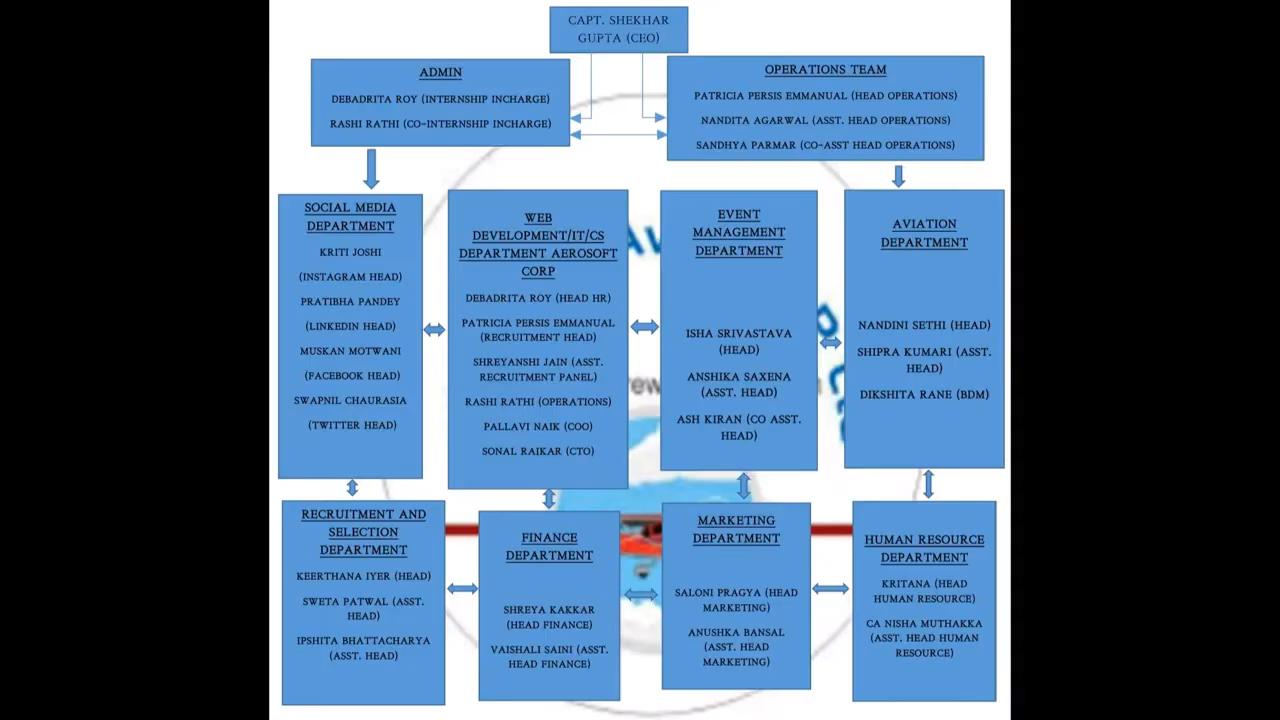 CAPT. SHEKHAR
GUPTA (CEO)
ADMIN
DEBADRITA ROY (INTERNSHIP INCHARGE)
RASHI RATHI (CO-INTERNSHIP INCHARGE)
OPERATIONS TEAM
PATRICIA PERSIS EMMANUAL (HEAD OPERATIONS)
NANDITA AGARWAL (ASST. HEAD OPERATIONS)
SANDHYA PARMAR (CO-ASST HEAD OPERATIONS)
SOCIAL MEDIA
DEPARTMENT
KRITI JOSHI
(INSTAGRAM HEAD)
PRATIBHA PANDEY
(LINKEDIN HEAD)
MUSKAN MOTWANI
(FACEBOOK HEAD)
SWAPNIL CHAURASIA
(TWITTER HEAD)
WEB
DEVELOPMENT/IT/CS
DEPARTMENT AEROSOFT
CORP
DEBADRITA ROY (HEAD HR)
PATRICIA PERSIS EMMANUAL
(RECRUITMENT HEAD)
SHREYANSHI JAIN (ASST.
RECRUITMENT PANEL)
RASHI RATHI (OPERATIONS)
PALLAVI NAIK (COO)
SONAL RAIKAR (CTO)
EVENT
MANAGEMENT
DEPARTMENT
ISHA SRIVASTAVA
(HEAD)
ANSHIKA SAXENA
(ASST. HEAD)
ASH KIRAN (CO ASST.
HEAD)
AVIATION
DEPARTMENT
NANDINI SETHI (HEAD)
SHIPRA KUMARI (ASST.
HEAD)
DIKSHITA RANE (BDM)
RECRUITMENT AND
SELECTION
DEPARTMENT
KEERTHANA IYER (HEAD)
SWETA PATWAL (ASST.
HEAD)
IPSHITA BHATTACHARYA
(ASST. HEAD)
FINANCE
DEPARTMENT
SHREYA KAKKAR
(HEAD FINANCE)
VAISHALI SAINI (ASST.
HEAD FINANCE)
MARKETING
DEPARTMENT
SALONI PRAGYA (HEAD
MARKETING)
ANUSHKA BANSAL
(ASST. HEAD
MARKETING)
HUMAN RESOURCE
DEPARTMENT
KRITANA (HEAD
HUMAN RESOURCE)
CA NISHA MUTHAKKA
(ASST. HEAD HUMAN
RESOURCE)